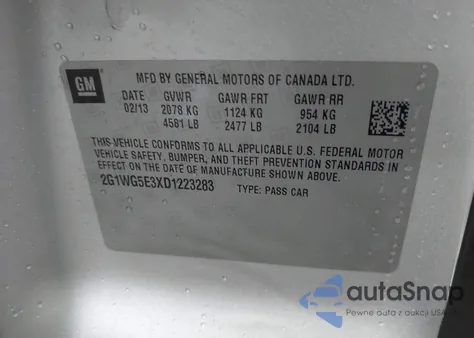 GM
MFD BY GENERAL MOTORS OF CANADA LTD.
DATE GVWR GAWR FRT GAWR RR
02/13 2078 KG 1124 KG 954 KG
4581 LB 2477 LB 2104 LB
THIS VEHICLE CONFORMS TO ALL APPLICABLE U.S. FEDERAL MOTOR
VEHICLE SAFETY, BUMPER, AND THEFT PREVENTION STANDARDS IN
EFFECT ON THE DATE OF MANUFACTURE SHOWN ABOVE.
2G1WG5E3XD1223283 TYPE: PASS CAR
autaSnap
Pewne auta z aukcji USA